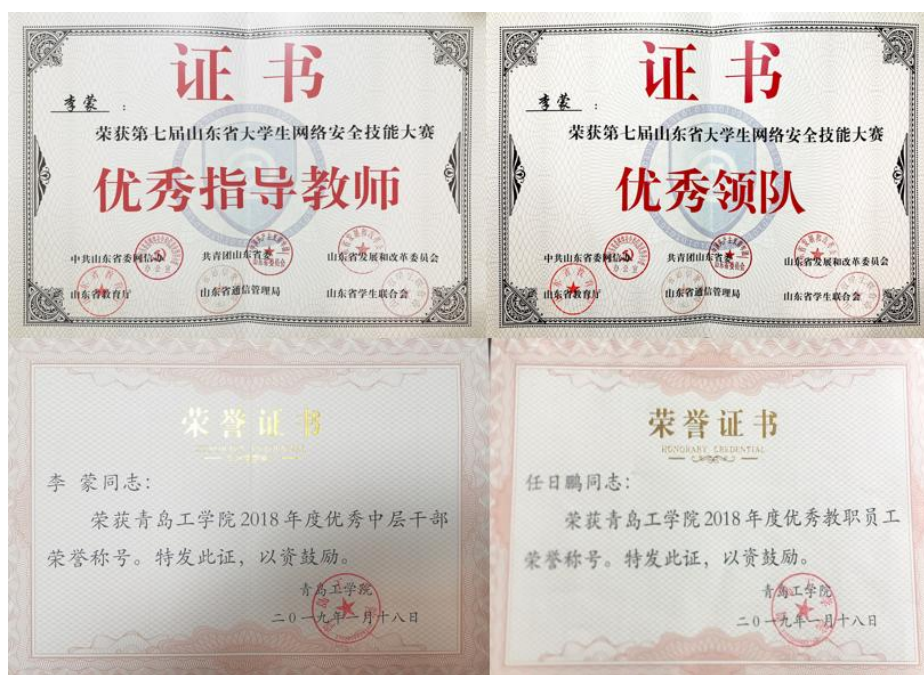 证书
李蒙：
荣获第七届山东省大学生网络安全技能大赛
优秀指导教师
中共山东省委网信办 共青团山东省委 山东省发展和改革委员会
山东省教育厅 山东省通信管理局 山东省学生联合会
证书
李蒙：
荣获第七届山东省大学生网络安全技能大赛
优秀领队
中共山东省委网信办 共青团山东省委 山东省发展和改革委员会
山东省教育厅 山东省通信管理局 山东省学生联合会
荣誉证书
李 蒙同志：
荣获青岛工学院2018年度优秀中层干部
荣誉称号。特发此证，以资鼓励。
青岛工学院
二〇一九年一月十八日
荣誉证书
HONORARY CREDENTIAL
任日鹏同志：
荣获青岛工学院2018年度优秀教职员工
荣誉称号。特发此证，以资鼓励。
青岛工学院
二〇一九年一月十八日